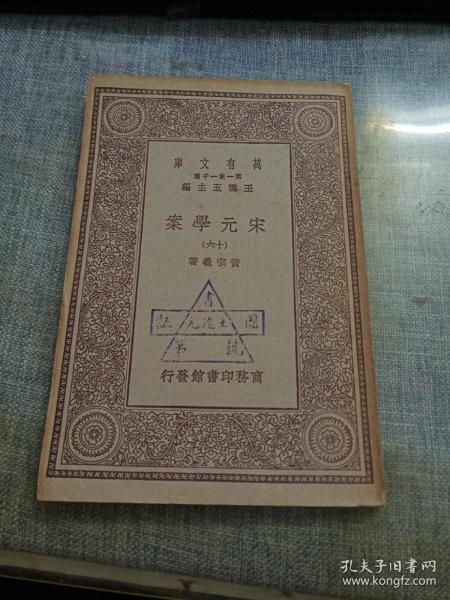 萬有文庫
第一集一千種
王雲五主編
宋元學案
(十六)
黃宗羲著
書
商務印書館發行
孔夫子旧书网
www.kongfz.com